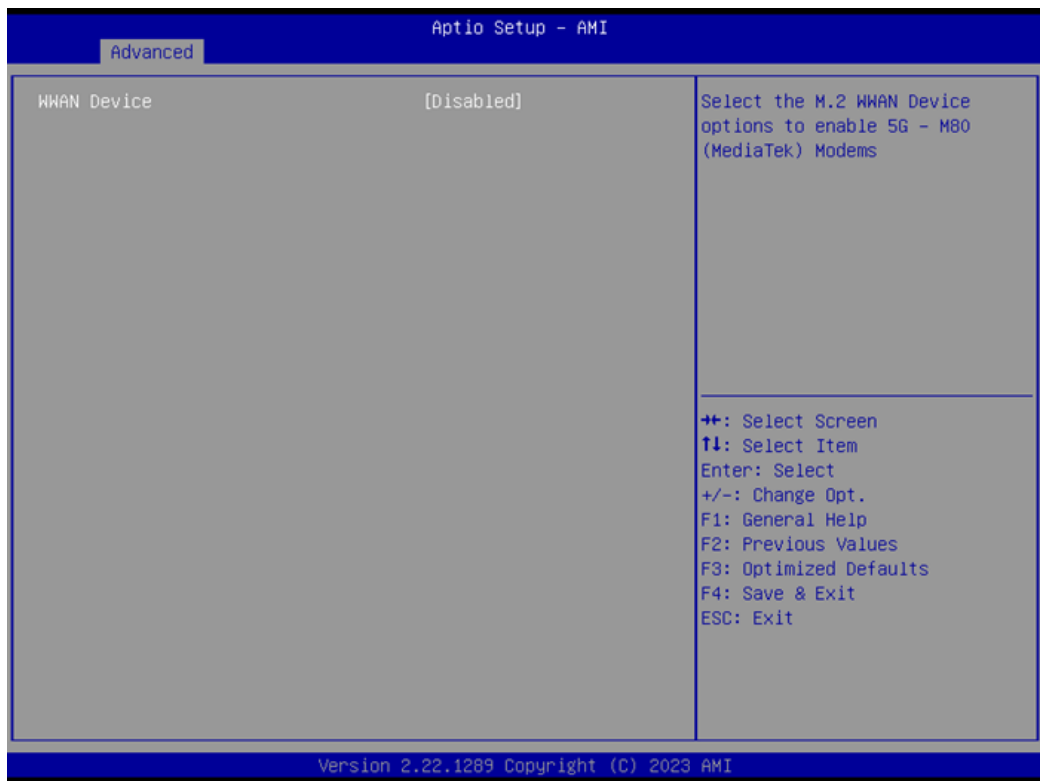 Aptio Setup – AMI
Advanced
WWAN Device [Disabled]
Select the M.2 WWAN Device
options to enable 5G – M80
(MediaTek) Modems
→←: Select Screen
↑↓: Select Item
Enter: Select
+/-: Change Opt.
F1: General Help
F2: Previous Values
F3: Optimized Defaults
F4: Save & Exit
ESC: Exit
Version 2.22.1289 Copyright (C) 2023 AMI